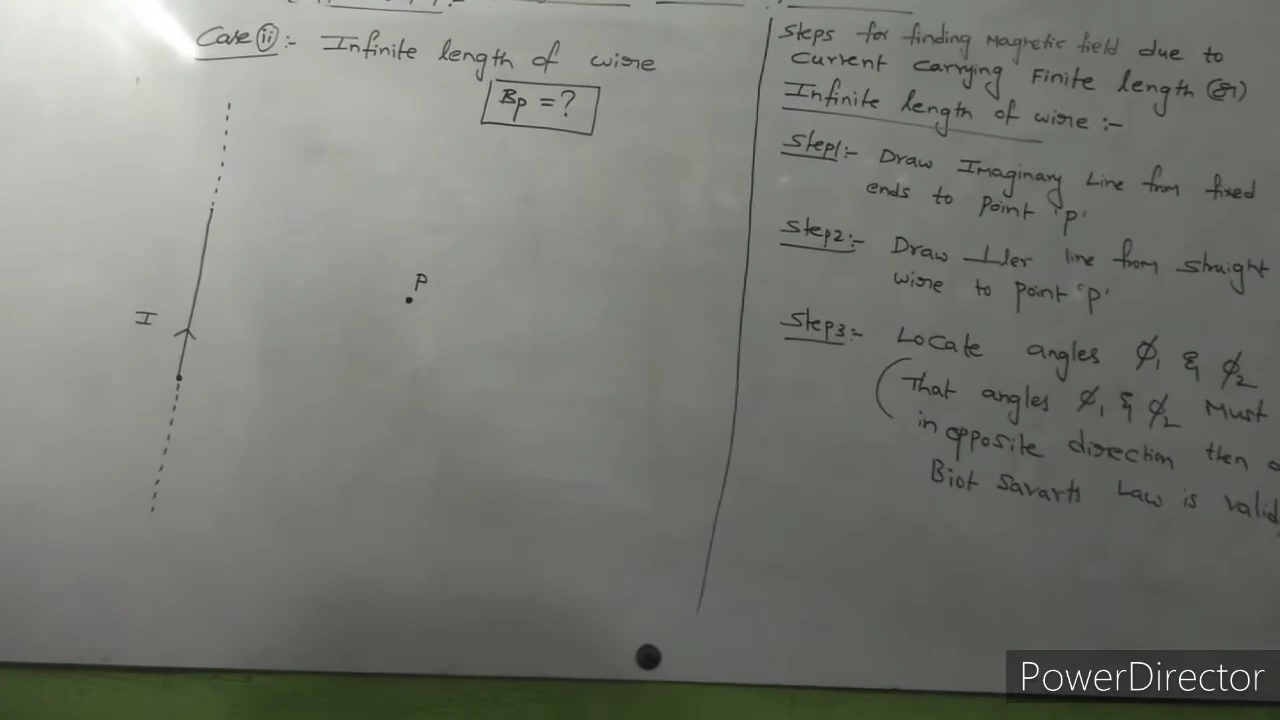 Case (ii) :- Infinite length of wire
Bp = ?
P
I
Steps for finding Magnetic field due to
Current carrying Finite length (or)
Infinite length of wire :-
Step1:- Draw Imaginary Line from fixed
ends to point 'p'
Step2:- Draw ⊥ler line from straight
wire to point 'p'
Step3:- Locate angles ϕ₁ & ϕ₂
(That angles ϕ₁ & ϕ₂ Must
in opposite direction then
Biot Savarts Law is valid
PowerDirector